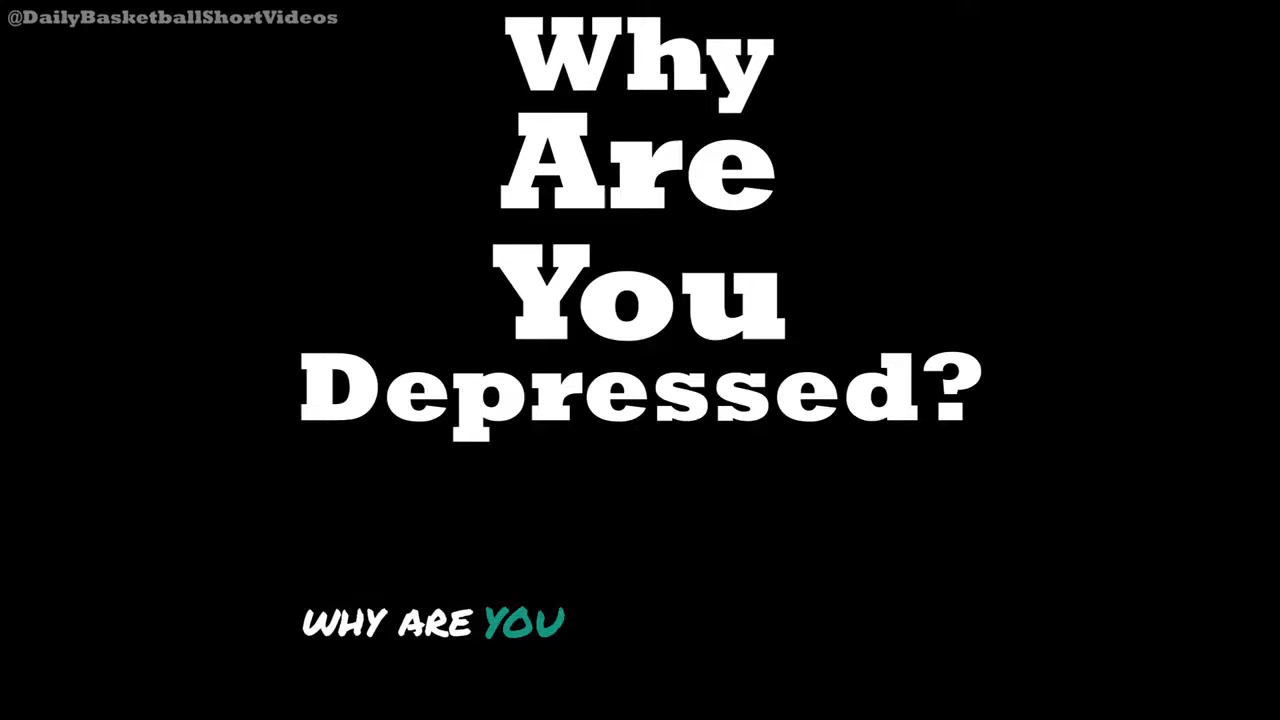 @DailyBasketballShortVideos
Why
Are
You
Depressed?
WHY ARE YOU